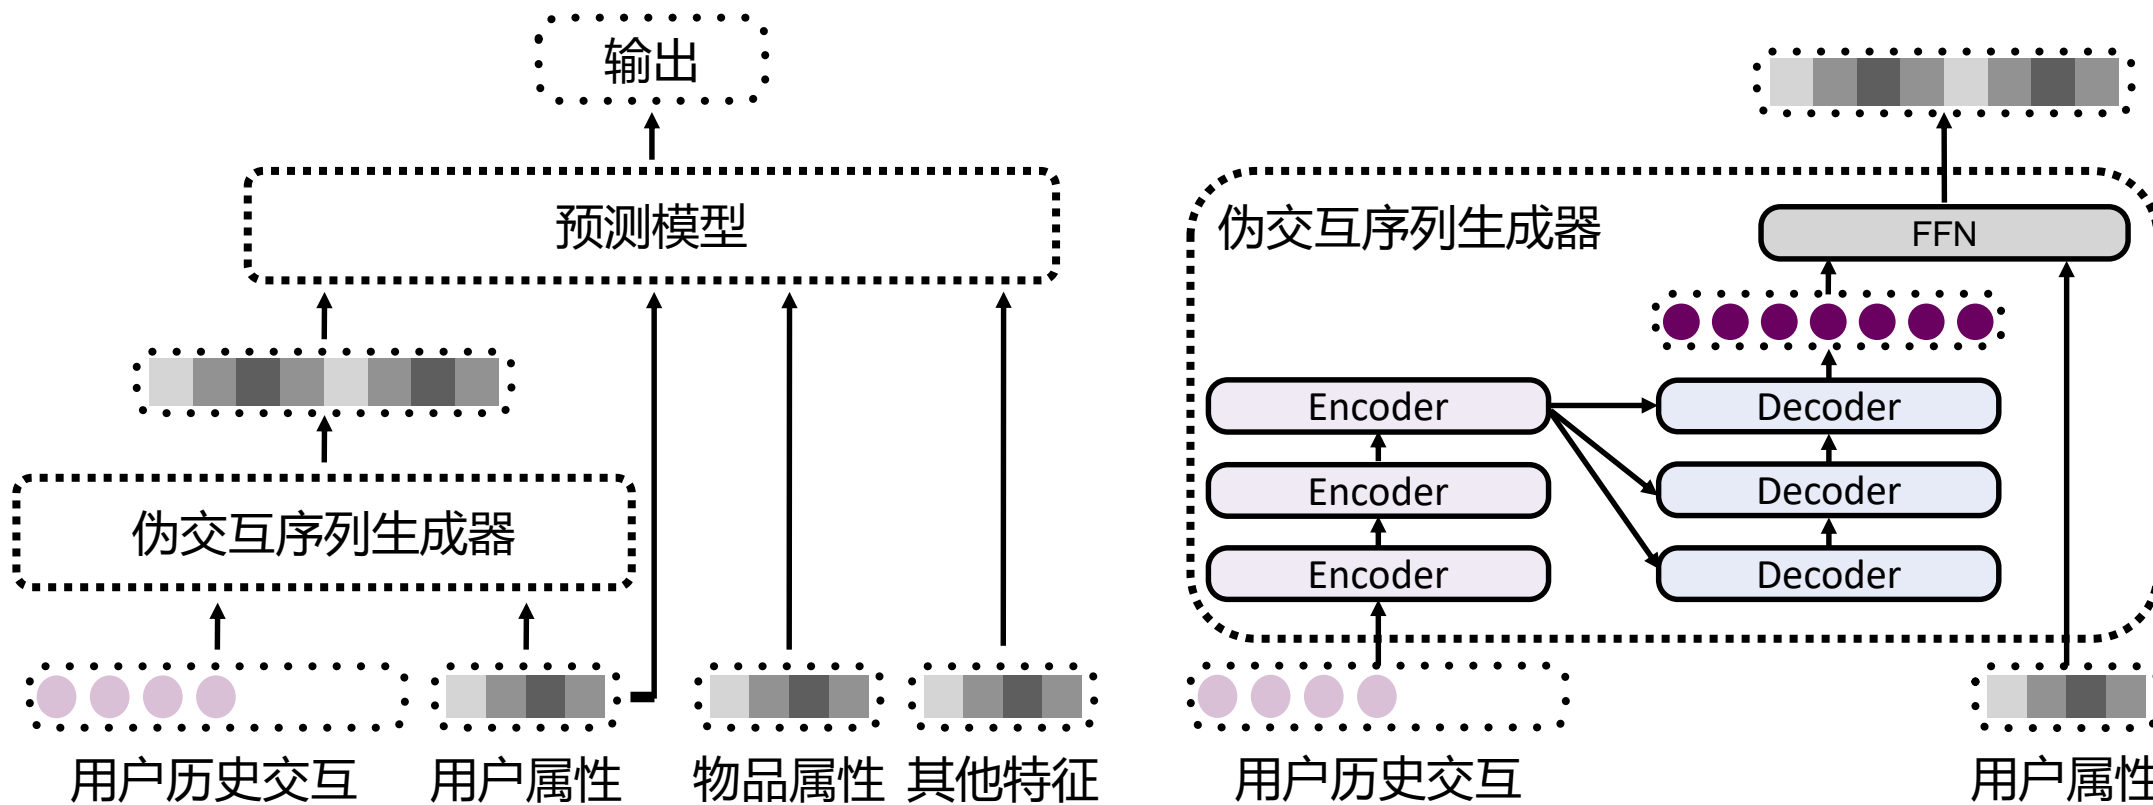 输出
预测模型
伪交互序列生成器
用户历史交互
用户属性
物品属性
其他特征
伪交互序列生成器
FFN
Encoder
Decoder
Encoder
Decoder
Encoder
Decoder
用户历史交互
用户属性